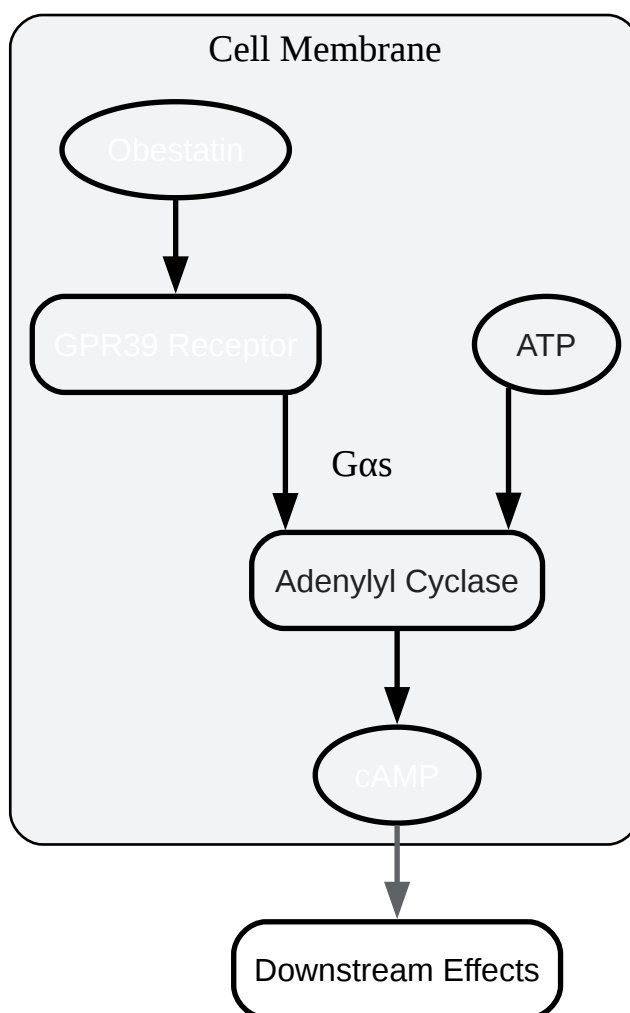 Cell Membrane
Obestatin
GPR39 Receptor
ATP
Gαs
Adenylyl Cyclase
cAMP
Downstream Effects